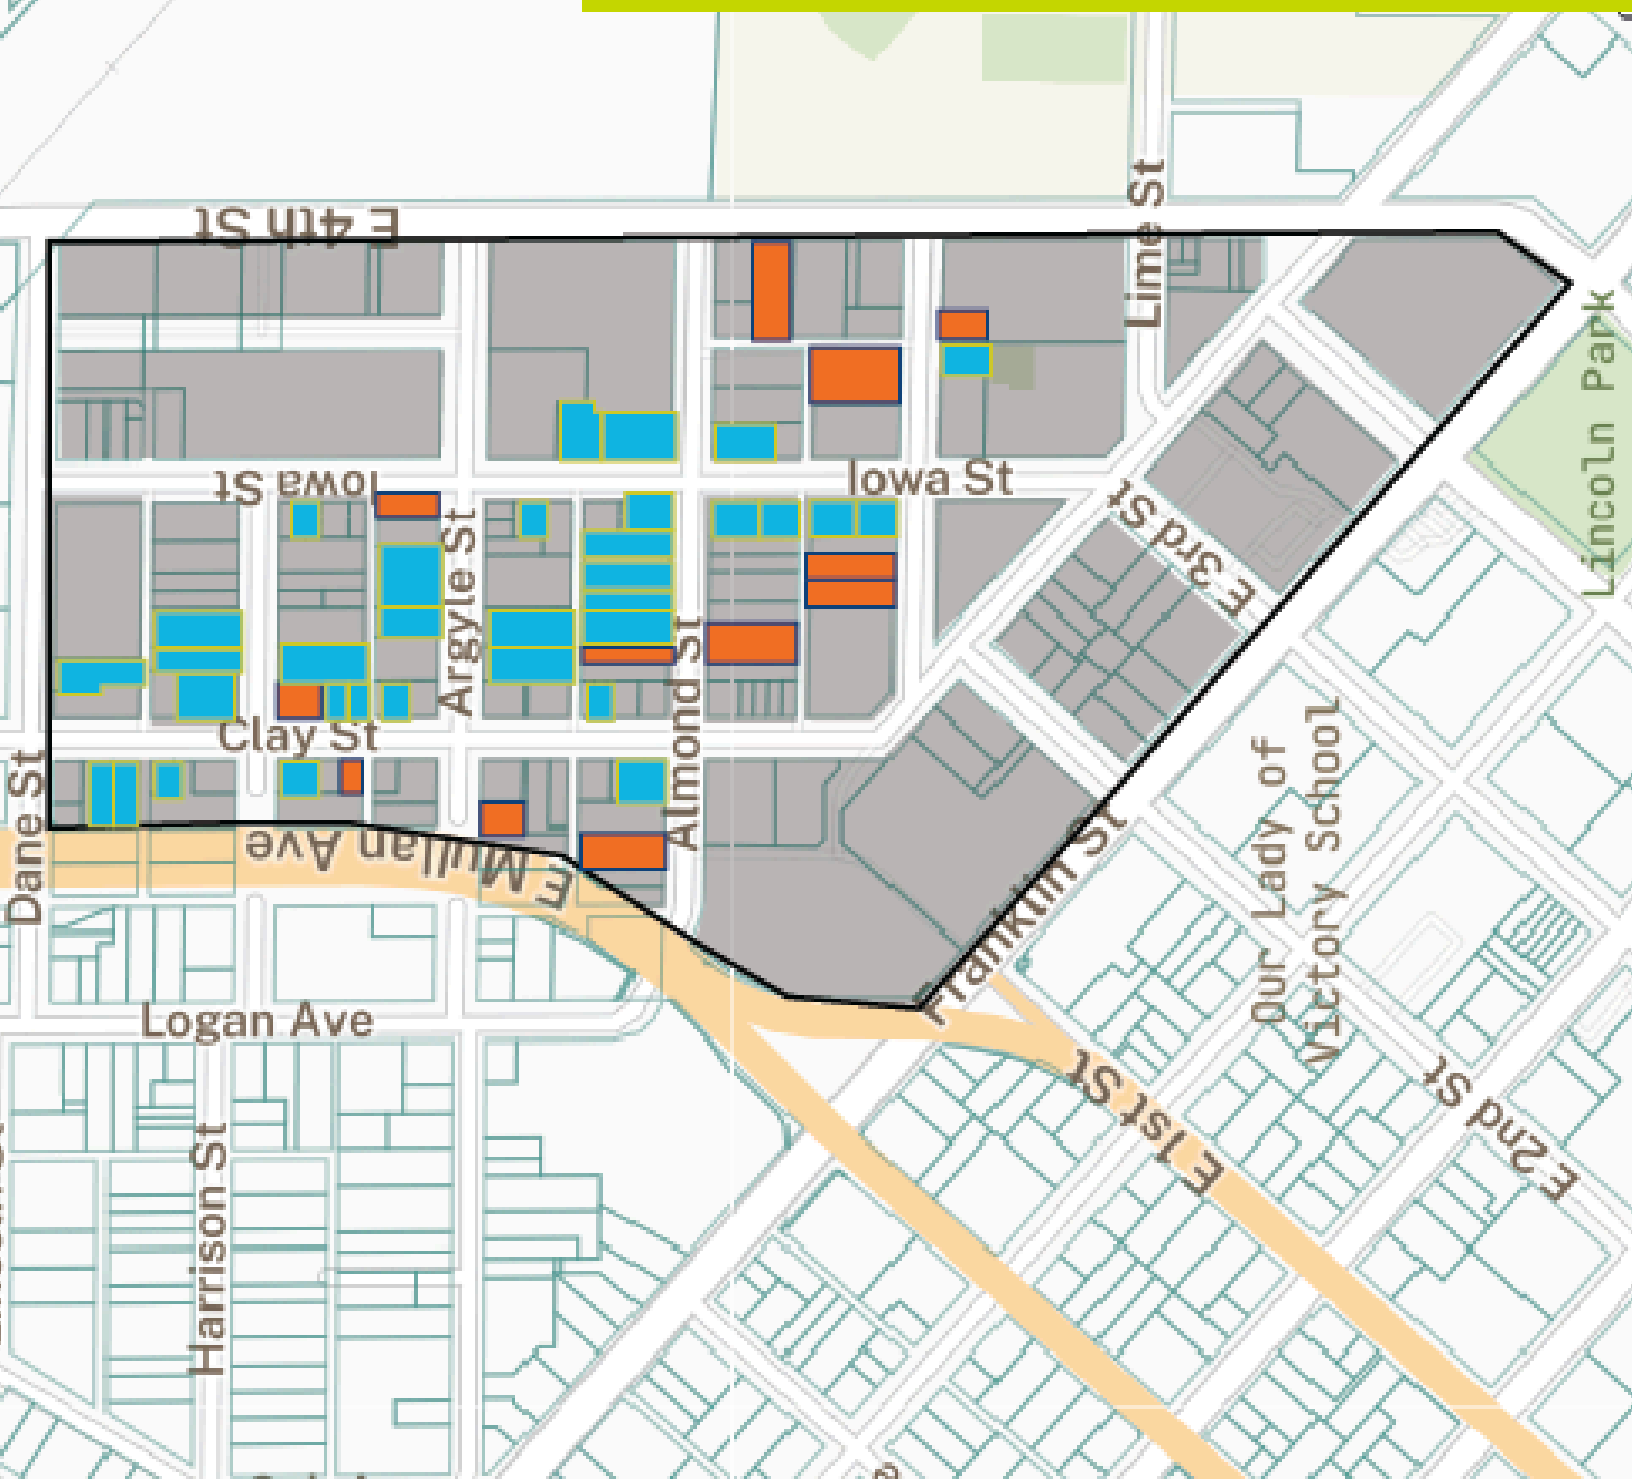 E 4th St
Lime St
Lincoln Park
Iowa St
Iowa St
E 3rd St
Argyle St
Almond St
Clay St
Dane St
E Mullan Ave
Franklin St
Our Lady of
Victory School
Logan Ave
E 1st St
E 2nd St
Harrison St